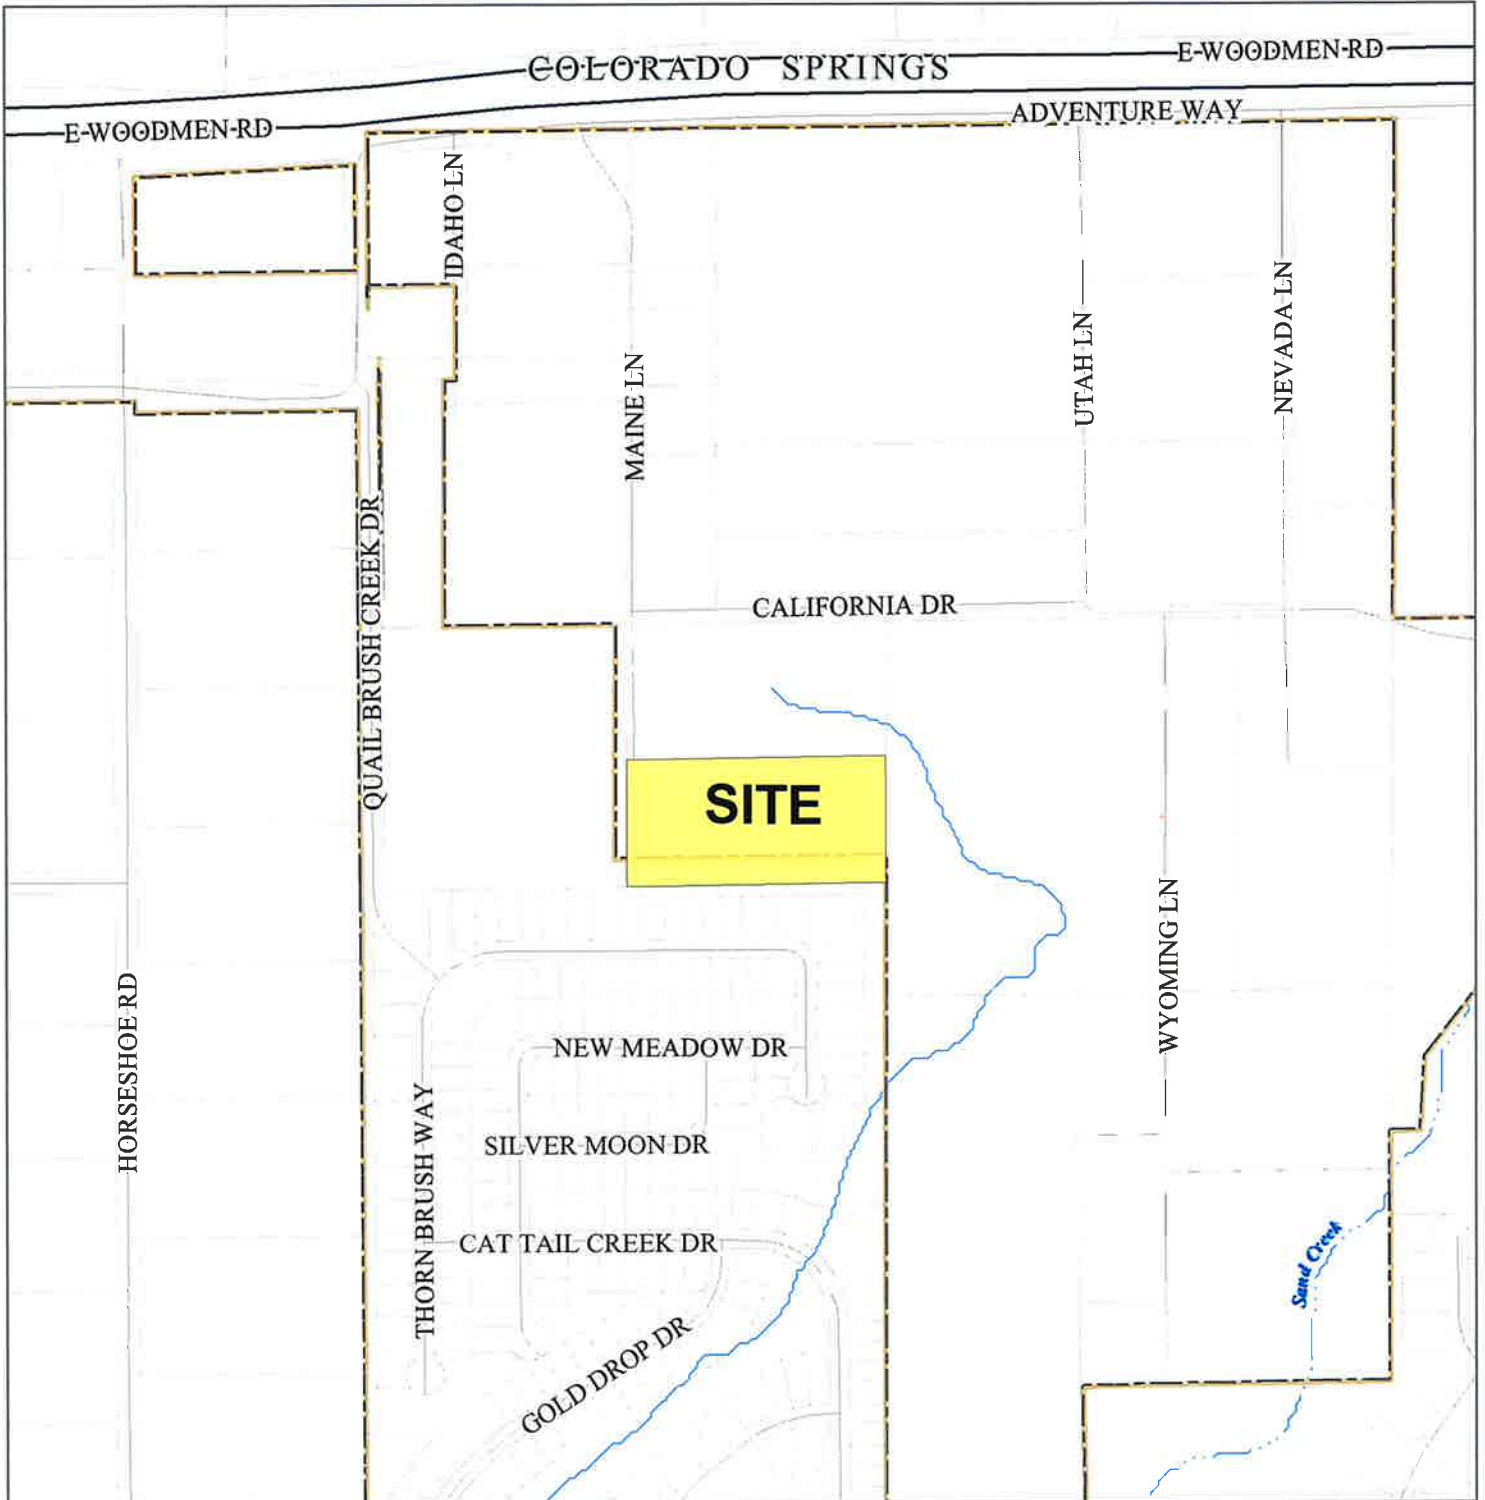 COLORADO SPRINGS
E WOODMEN RD
E WOODMEN RD
ADVENTURE WAY
IDAHO LN
MAINE LN
UTAH LN
NEVADA LN
QUAIL BRUSH CREEK DR
CALIFORNIA DR
SITE
HORSESHOE RD
WYOMING LN
NEW MEADOW DR
THORN BRUSH WAY
SILVER MOON DR
CAT TAIL CREEK DR
Sand Creek
GOLD DROP DR